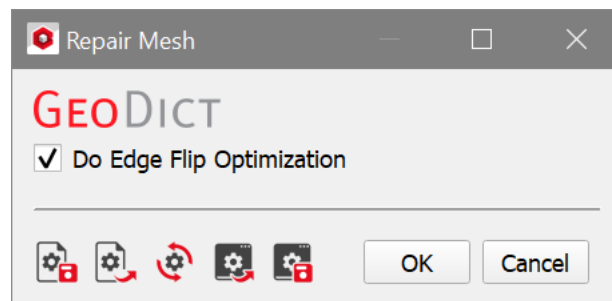 Repair Mesh
GEODICT
Do Edge Flip Optimization
OK
Cancel